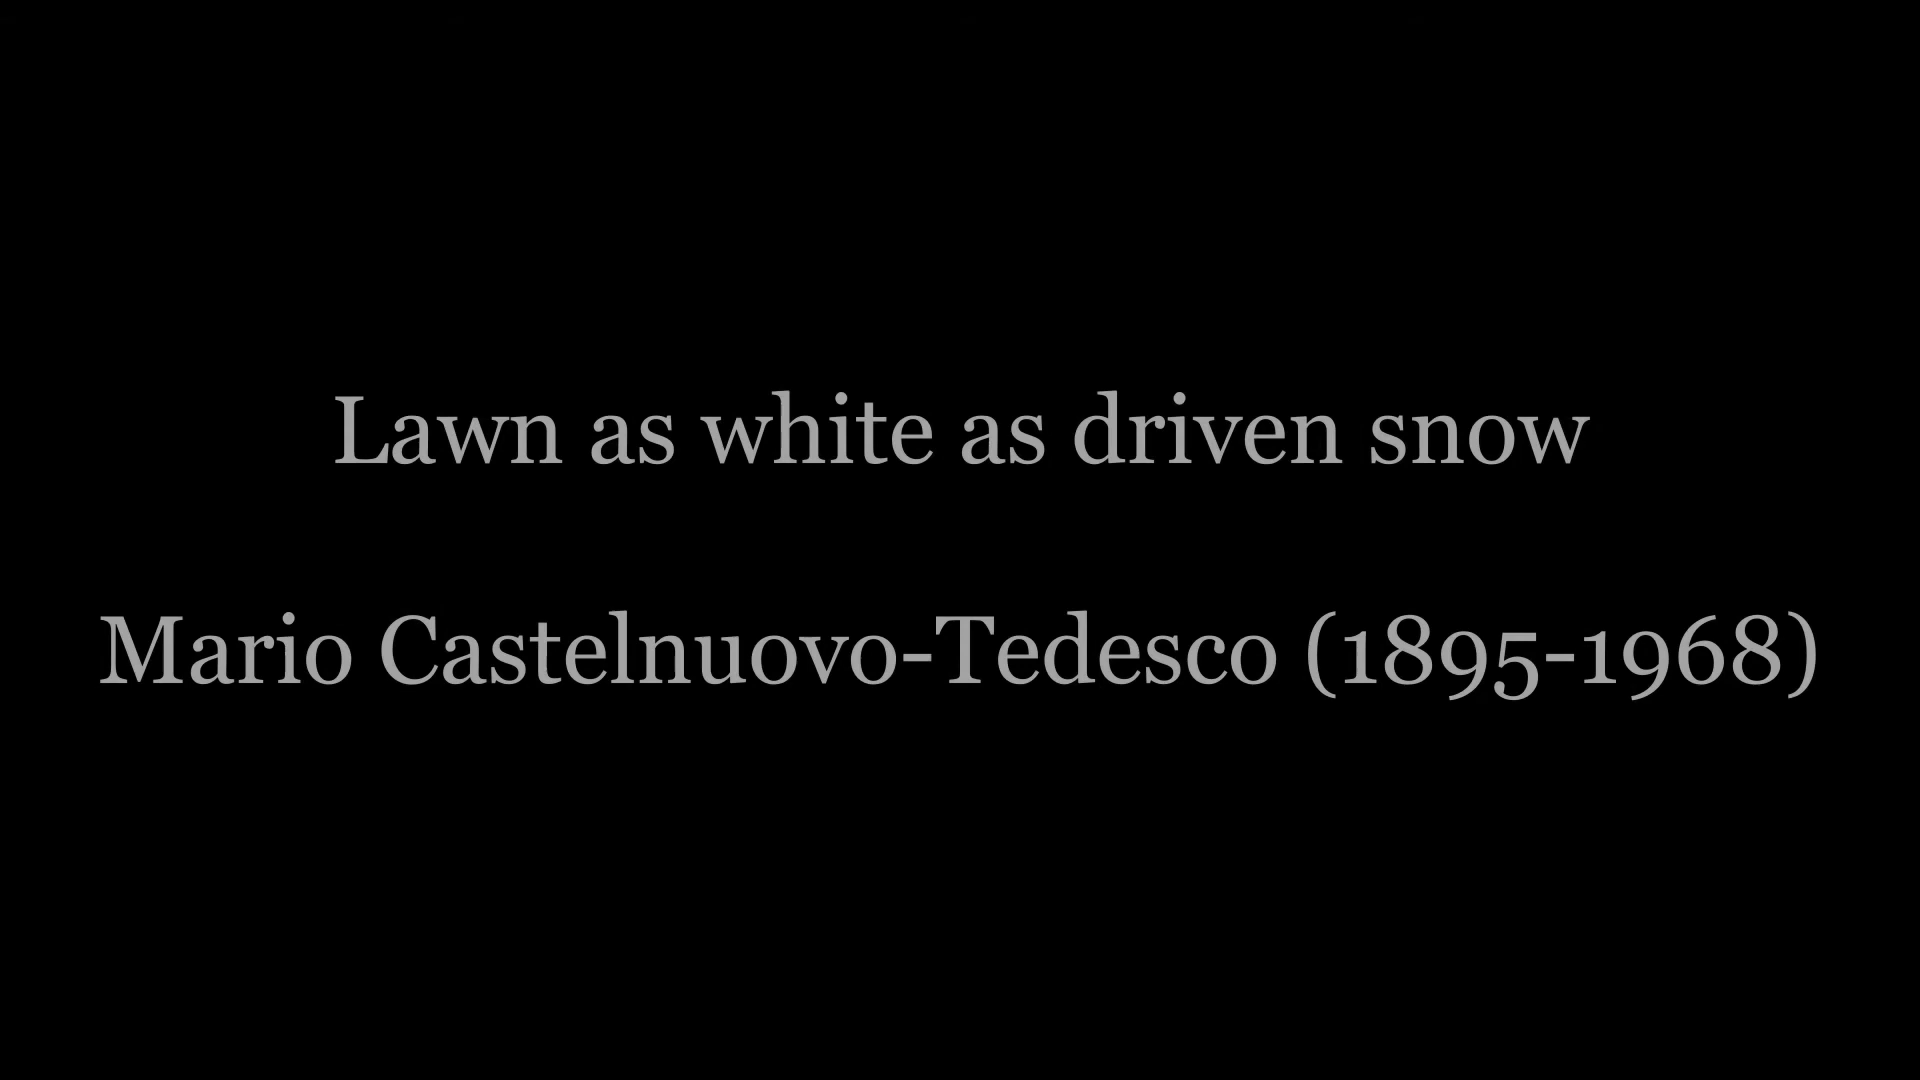 Lawn as white as driven snow
Mario Castelnuovo-Tedesco (1895-1968)